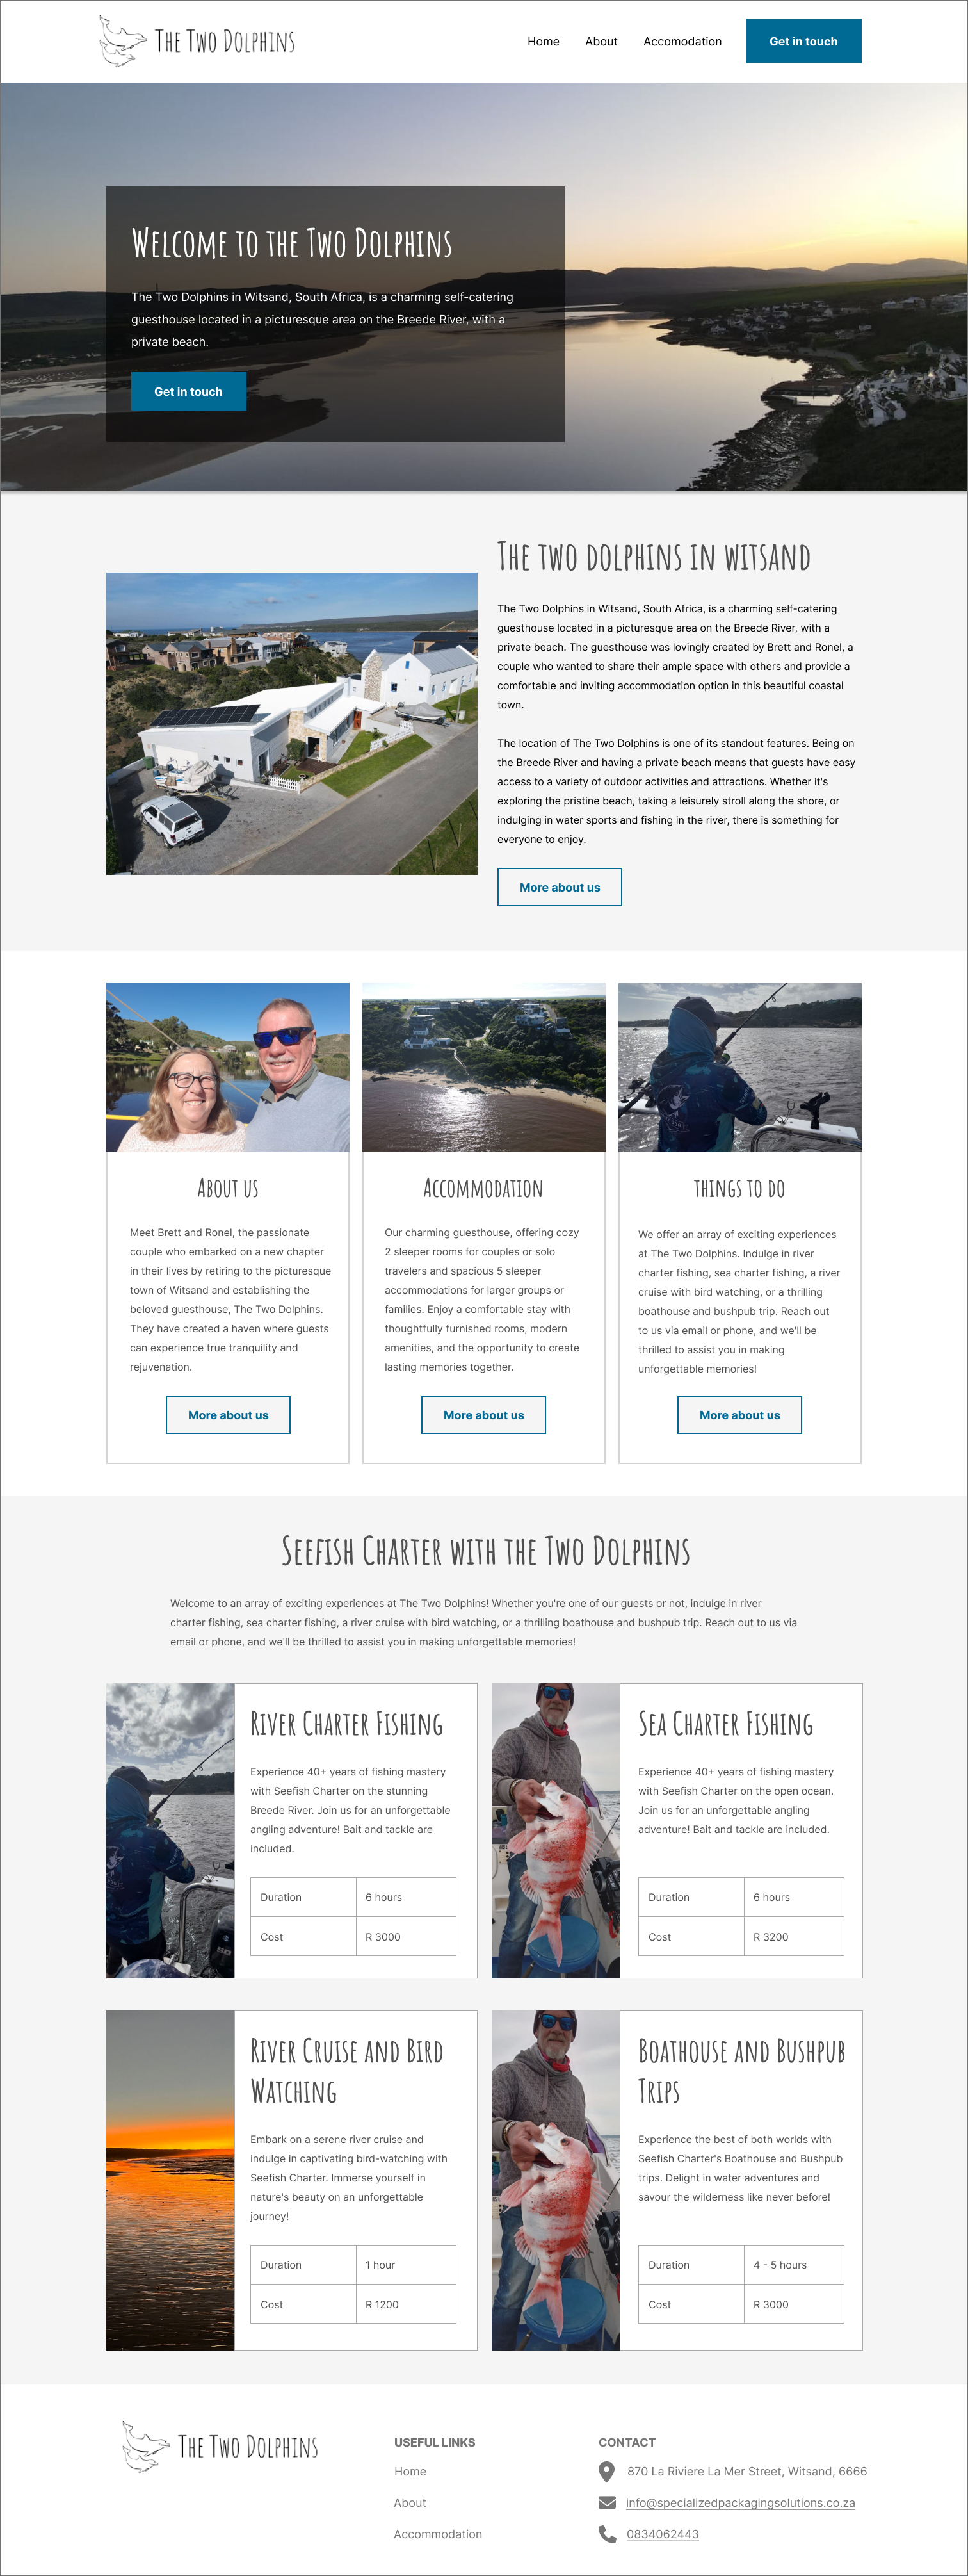 The Two Dolphins
Home About Accomodation Get in touch
Welcome to the Two Dolphins
The Two Dolphins in Witsand, South Africa, is a charming self-catering
guesthouse located in a picturesque area on the Breede River, with a
private beach.
Get in touch
The two dolphins in witsand
The Two Dolphins in Witsand, South Africa, is a charming self-catering
guesthouse located in a picturesque area on the Breede River, with a
private beach. The guesthouse was lovingly created by Brett and Ronel, a
couple who wanted to share their ample space with others and provide a
comfortable and inviting accommodation option in this beautiful coastal
town.
The location of The Two Dolphins is one of its standout features. Being on
the Breede River and having a private beach means that guests have easy
access to a variety of outdoor activities and attractions. Whether it's
exploring the pristine beach, taking a leisurely stroll along the shore, or
indulging in water sports and fishing in the river, there is something for
everyone to enjoy.
More about us
About us
Meet Brett and Ronel, the passionate
couple who embarked on a new chapter
in their lives by retiring to the picturesque
town of Witsand and establishing the
beloved guesthouse, The Two Dolphins.
They have created a haven where guests
can experience true tranquility and
rejuvenation.
More about us
Accommodation
Our charming guesthouse, offering cozy
2 sleeper rooms for couples or solo
travelers and spacious 5 sleeper
accommodations for larger groups or
families. Enjoy a comfortable stay with
thoughtfully furnished rooms, modern
amenities, and the opportunity to create
lasting memories together.
More about us
things to do
We offer an array of exciting experiences
at The Two Dolphins. Indulge in river
charter fishing, sea charter fishing, a river
cruise with bird watching, or a thrilling
boathouse and bushpub trip. Reach out
to us via email or phone, and we'll be
thrilled to assist you in making
unforgettable memories!
More about us
Seefish Charter with the Two Dolphins
Welcome to an array of exciting experiences at The Two Dolphins! Whether you're one of our guests or not, indulge in river
charter fishing, sea charter fishing, a river cruise with bird watching, or a thrilling boathouse and bushpub trip. Reach out to us via
email or phone, and we'll be thrilled to assist you in making unforgettable memories!
River Charter Fishing
Experience 40+ years of fishing mastery
with Seefish Charter on the stunning
Breede River. Join us for an unforgettable
angling adventure! Bait and tackle are
included.
Duration 6 hours
Cost R 3000
Sea Charter Fishing
Experience 40+ years of fishing mastery
with Seefish Charter on the open ocean.
Join us for an unforgettable angling
adventure! Bait and tackle are included.
Duration 6 hours
Cost R 3200
River Cruise and Bird
Watching
Embark on a serene river cruise and
indulge in captivating bird-watching with
Seefish Charter. Immerse yourself in
nature's beauty on an unforgettable
journey!
Duration 1 hour
Cost R 1200
Boathouse and Bushpub
Trips
Experience the best of both worlds with
Seefish Charter's Boathouse and Bushpub
trips. Delight in water adventures and
savour the wilderness like never before!
Duration 4 - 5 hours
Cost R 3000
The Two Dolphins
USEFUL LINKS
Home
About
Accommodation
CONTACT
870 La Riviere La Mer Street, Witsand, 6666
info@specializedpackagingsolutions.co.za
0834062443